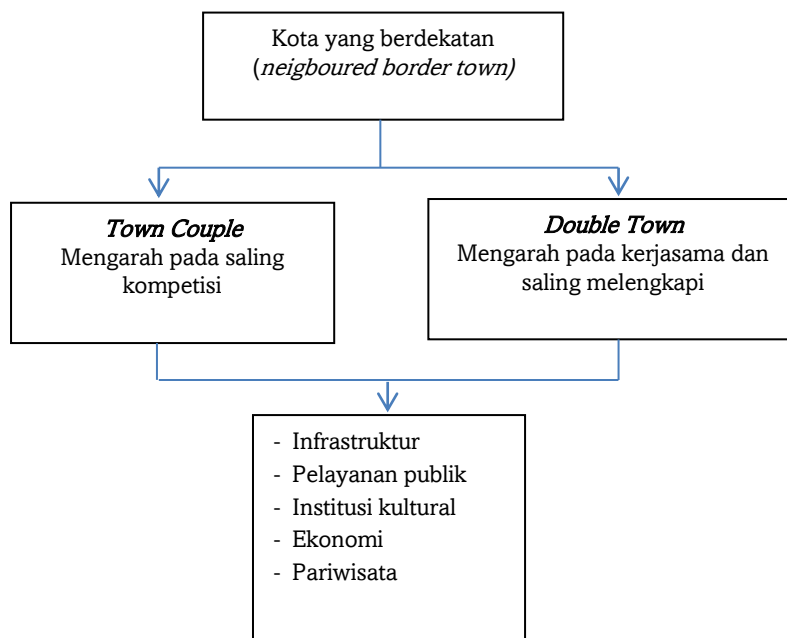 Kota yang berdekatan
(neigboured border town)
Town Couple
Mengarah pada saling
kompetisi
Double Town
Mengarah pada kerjasama dan
saling melengkapi
- Infrastruktur
- Pelayanan publik
- Institusi kultural
- Ekonomi
- Pariwisata